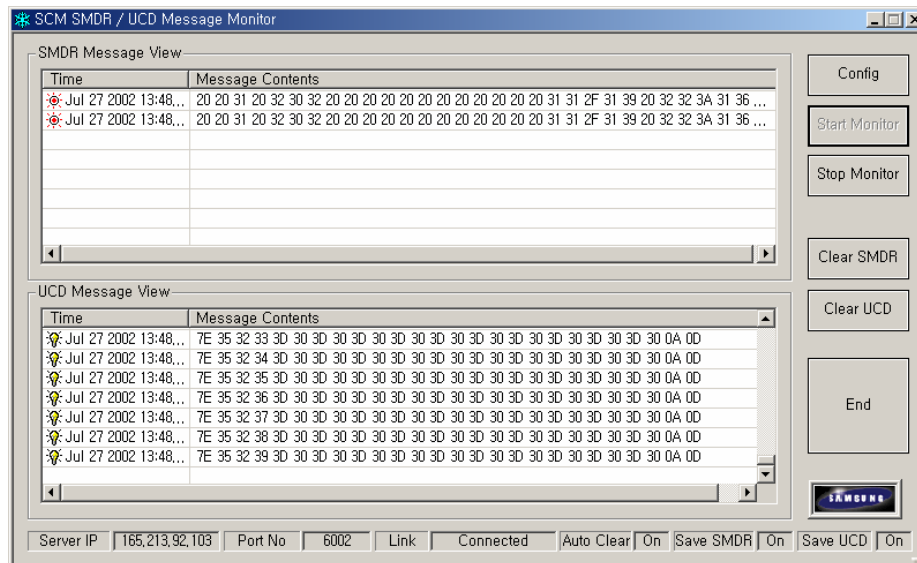 SCM SMDR / UCD Message Monitor
SMDR Message View
Time Message Contents
Jul 27 2002 13:48... 20 20 31 20 32 30 32 20 20 20 20 20 20 20 20 20 20 20 20 20 31 31 2F 31 39 20 32 32 3A 31 36 ...
Jul 27 2002 13:48... 20 20 31 20 32 30 32 20 20 20 20 20 20 20 20 20 20 20 20 20 31 31 2F 31 39 20 32 32 3A 31 36 ...
UCD Message View
Time Message Contents
Jul 27 2002 13:48... 7E 35 32 33 3D 30 3D 30 3D 30 3D 30 3D 30 3D 30 3D 30 3D 30 3D 30 3D 30 0A 0D
Jul 27 2002 13:48... 7E 35 32 34 3D 30 3D 30 3D 30 3D 30 3D 30 3D 30 3D 30 3D 30 3D 30 3D 30 0A 0D
Jul 27 2002 13:48... 7E 35 32 35 3D 30 3D 30 3D 30 3D 30 3D 30 3D 30 3D 30 3D 30 3D 30 3D 30 0A 0D
Jul 27 2002 13:48... 7E 35 32 36 3D 30 3D 30 3D 30 3D 30 3D 30 3D 30 3D 30 3D 30 3D 30 3D 30 0A 0D
Jul 27 2002 13:48... 7E 35 32 37 3D 30 3D 30 3D 30 3D 30 3D 30 3D 30 3D 30 3D 30 3D 30 3D 30 0A 0D
Jul 27 2002 13:48... 7E 35 32 38 3D 30 3D 30 3D 30 3D 30 3D 30 3D 30 3D 30 3D 30 3D 30 3D 30 0A 0D
Jul 27 2002 13:48... 7E 35 32 39 3D 30 3D 30 3D 30 3D 30 3D 30 3D 30 3D 30 3D 30 3D 30 3D 30 0A 0D
Config
Start Monitor
Stop Monitor
Clear SMDR
Clear UCD
End
SAMSUNG
Server IP 165,213,92,103 Port No 6002 Link Connected Auto Clear On Save SMDR On Save UCD On